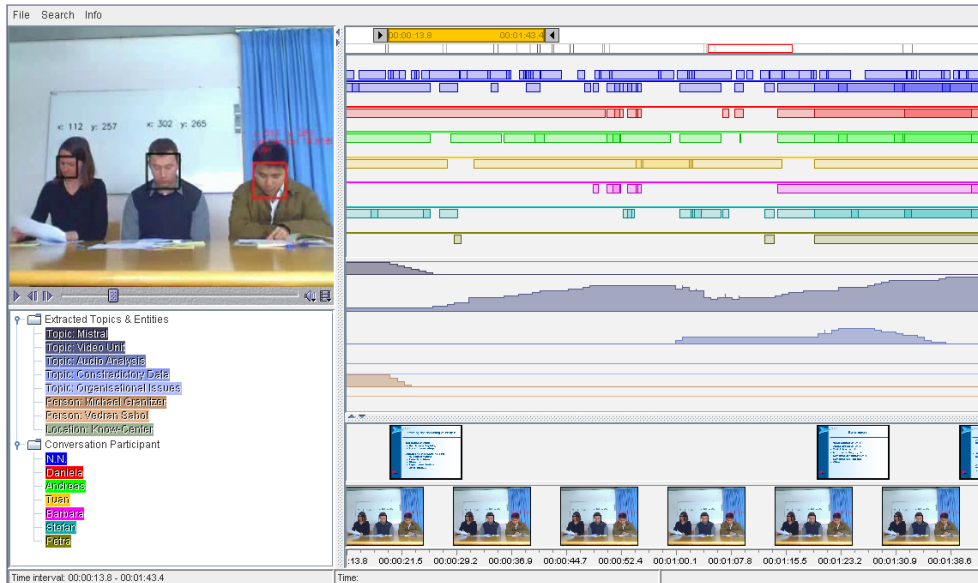 File Search Info
00:00:13.8 00:01:43.4
x: 112 y: 257
x: 302 y: 265
Extracted Topics & Entities
Topic: Mistral
Topic: Video Unit
Topic: Audio Analysis
Topic: Constradictory Data
Topic: Organisational Issues
Person: Michael Granitzer
Person: Vedran Sabol
Location: Know-Center
Conversation Participant
N.N.
Daniela
Andreas
Tuan
Barbara
Stefan
Petra
:13.8 00:00:21.5 00:00:29.2 00:00:36.9 00:00:44.7 00:00:52.4 00:01:00.1 00:01:07.8 00:01:15.5 00:01:23.2 00:01:30.9 00:01:38.6
Time interval: 00:00:13.8 - 00:01:43.4
Time: